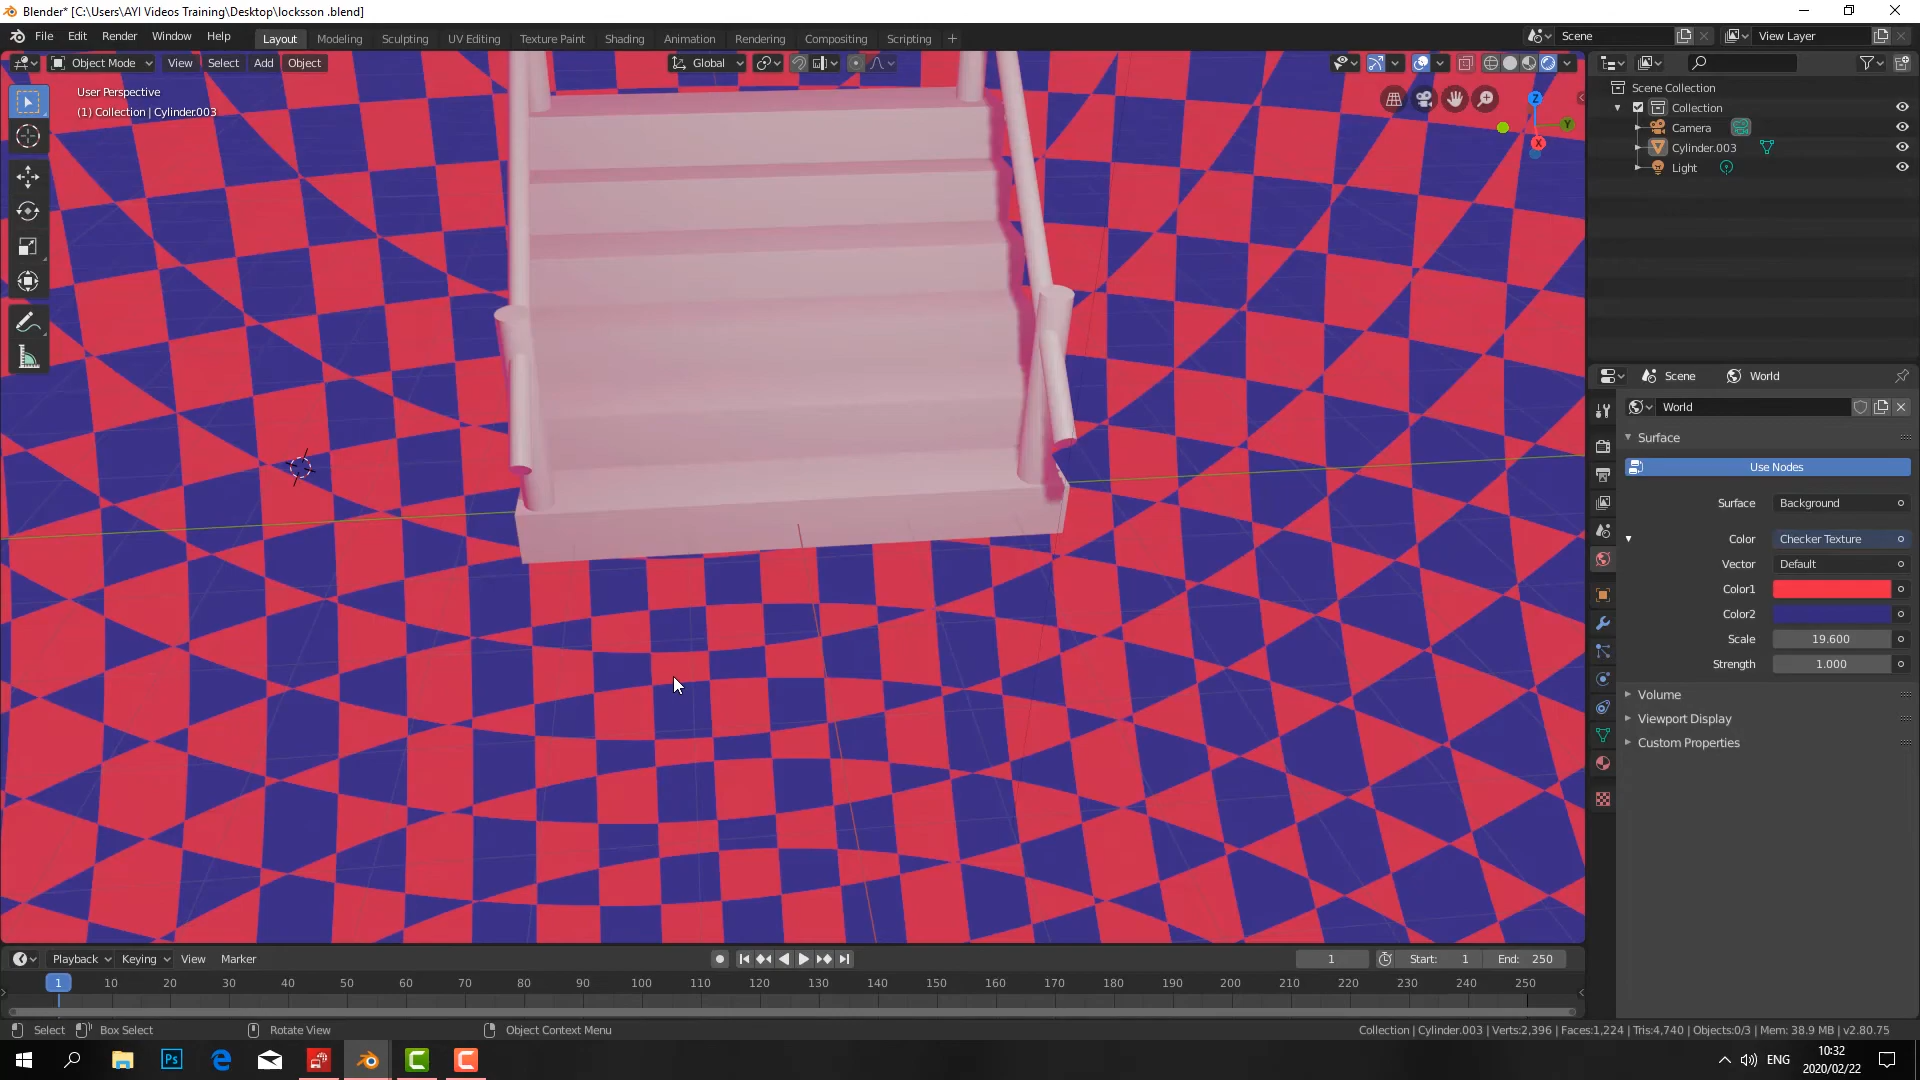 Blender* [C:\Users\AYI Videos Training\Desktop\locksson .blend]
File Edit Render Window Help Layout Modeling Sculpting UV Editing Texture Paint Shading Animation Rendering Compositing Scripting + Scene View Layer
Object Mode View Select Add Object Global
User Perspective
(1) Collection | Cylinder.003
Z
Y
X
Scene Collection
Collection
Camera
Cylinder.003
Light
Scene World
World
Surface
Use Nodes
Surface Background
Color Checker Texture
Vector Default
Color1
Color2
Scale 19.600
Strength 1.000
Volume
Viewport Display
Custom Properties
Playback Keying View Marker 1 Start: 1 End: 250
1 10 20 30 40 50 60 70 80 90 100 110 120 130 140 150 160 170 180 190 200 210 220 230 240 250
Select Box Select Rotate View Object Context Menu Collection | Cylinder.003 | Verts:2,396 | Faces:1,224 | Tris:4,740 | Objects:0/3 | Mem: 38.9 MB | v2.80.75
Ps ENG 10:32
2020/02/22